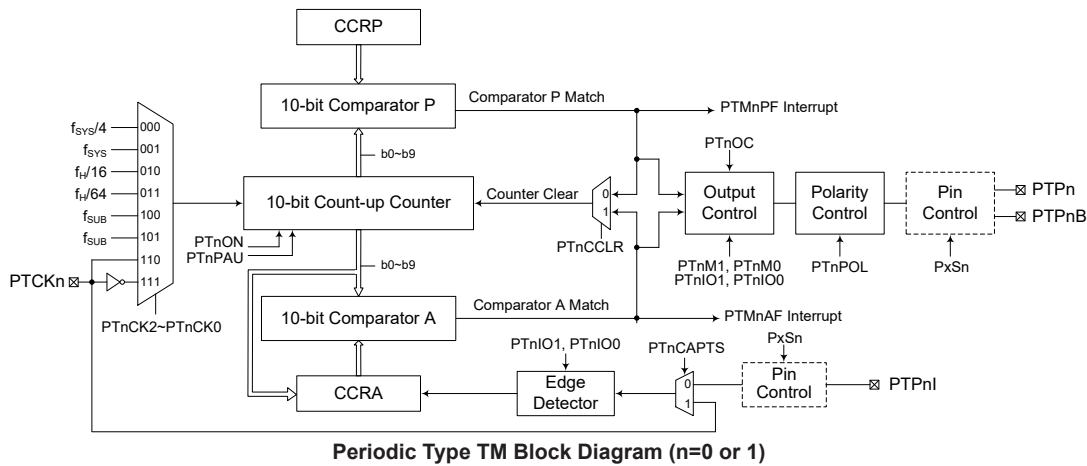 CCRP
10-bit Comparator P
Comparator P Match
PTMnPF Interrupt
b0~b9
fSYS/4
000
fSYS
001
fH/16
010
fH/64
011
fSUB
100
fSUB
101
110
111
PTCKn
PTnCK2~PTnCK0
10-bit Count-up Counter
PTnON
PTnPAU
Counter Clear
0
1
PTnCCLR
PTnOC
Output
Control
PTnM1, PTnM0
PTnIO1, PTnIO0
Polarity
Control
PTnPOL
Pin
Control
PxSn
PTPn
PTPnB
b0~b9
10-bit Comparator A
Comparator A Match
PTMnAF Interrupt
CCRA
PTnIO1, PTnIO0
Edge
Detector
PTnCAPTS
0
1
PxSn
Pin
Control
PTPnI
Periodic Type TM Block Diagram (n=0 or 1)